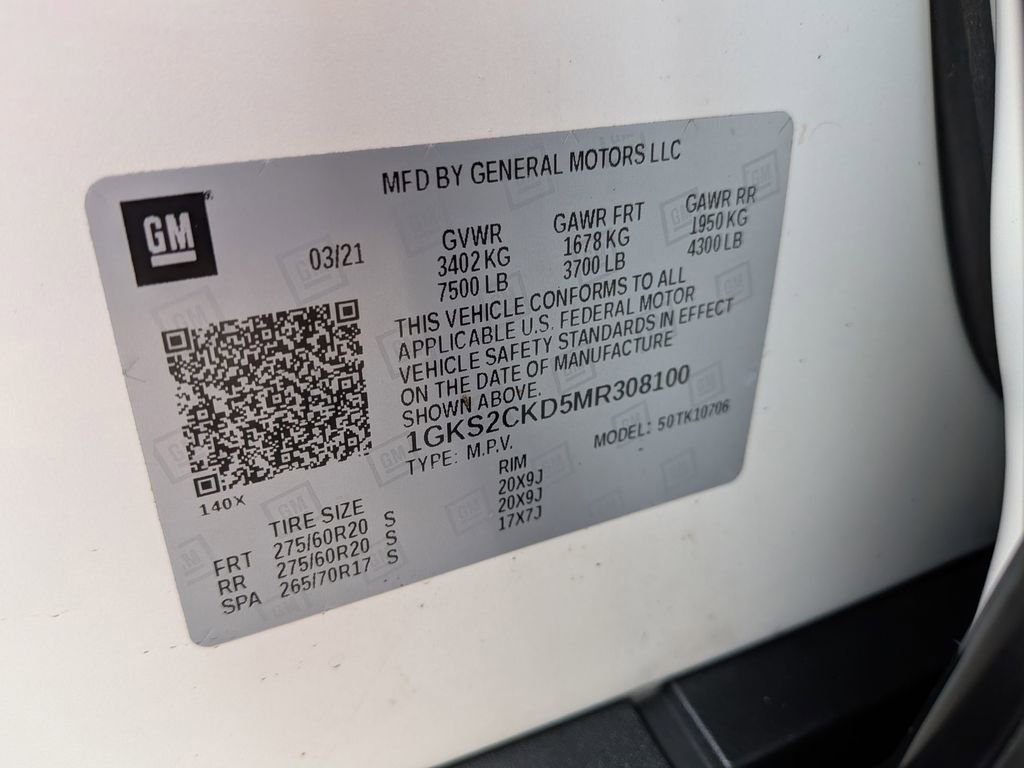 MFD BY GENERAL MOTORS LLC
GM
03/21
GVWR GAWR FRT GAWR RR
3402 KG 1678 KG 1950 KG
7500 LB 3700 LB 4300 LB
THIS VEHICLE CONFORMS TO ALL
APPLICABLE U.S. FEDERAL MOTOR
VEHICLE SAFETY STANDARDS IN EFFECT
ON THE DATE OF MANUFACTURE
SHOWN ABOVE.
1GKS2CKD5MR308100
TYPE: M.P.V. MODEL: 50TK10706
140X
TIRE SIZE RIM
FRT 275/60R20 S 20X9J
RR 275/60R20 S 20X9J
SPA 265/70R17 S 17X7J